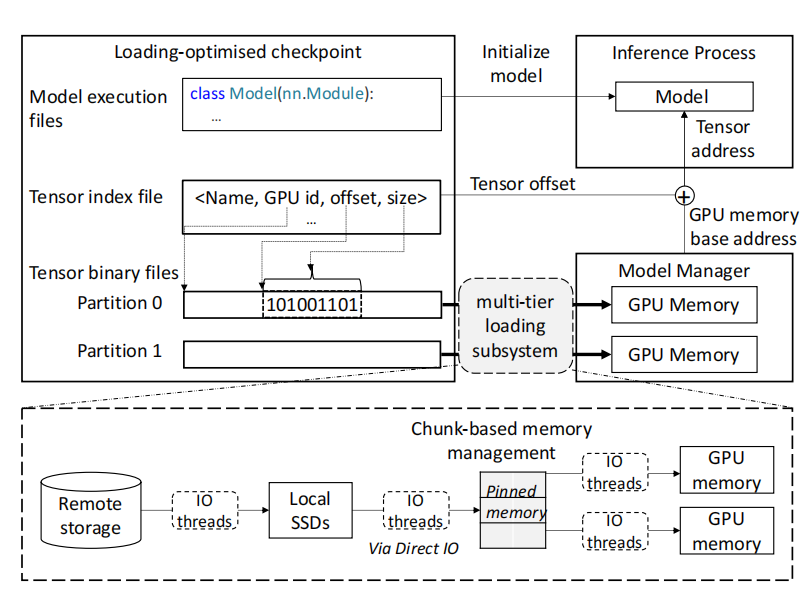 Loading-optimised checkpoint
Model execution
files
class Model(nn.Module):
...
Tensor index file
<Name, GPU id, offset, size>
...
Tensor binary files
Partition 0
101001101
Partition 1
Initialize
model
Tensor offset
multi-tier
loading
subsystem
Inference Process
Model
Tensor
address
+
GPU memory
base address
Model Manager
GPU Memory
GPU Memory
Chunk-based memory
management
Remote
storage
IO
threads
Local
SSDs
IO
threads
Via Direct IO
Pinned
memory
IO
threads
GPU
memory
IO
threads
GPU
memory